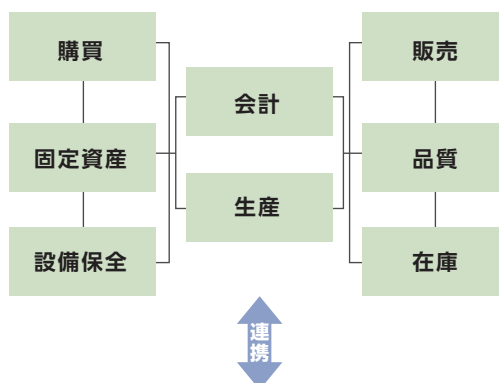 購買
固定資産
設備保全
会計
生産
販売
品質
在庫
連携